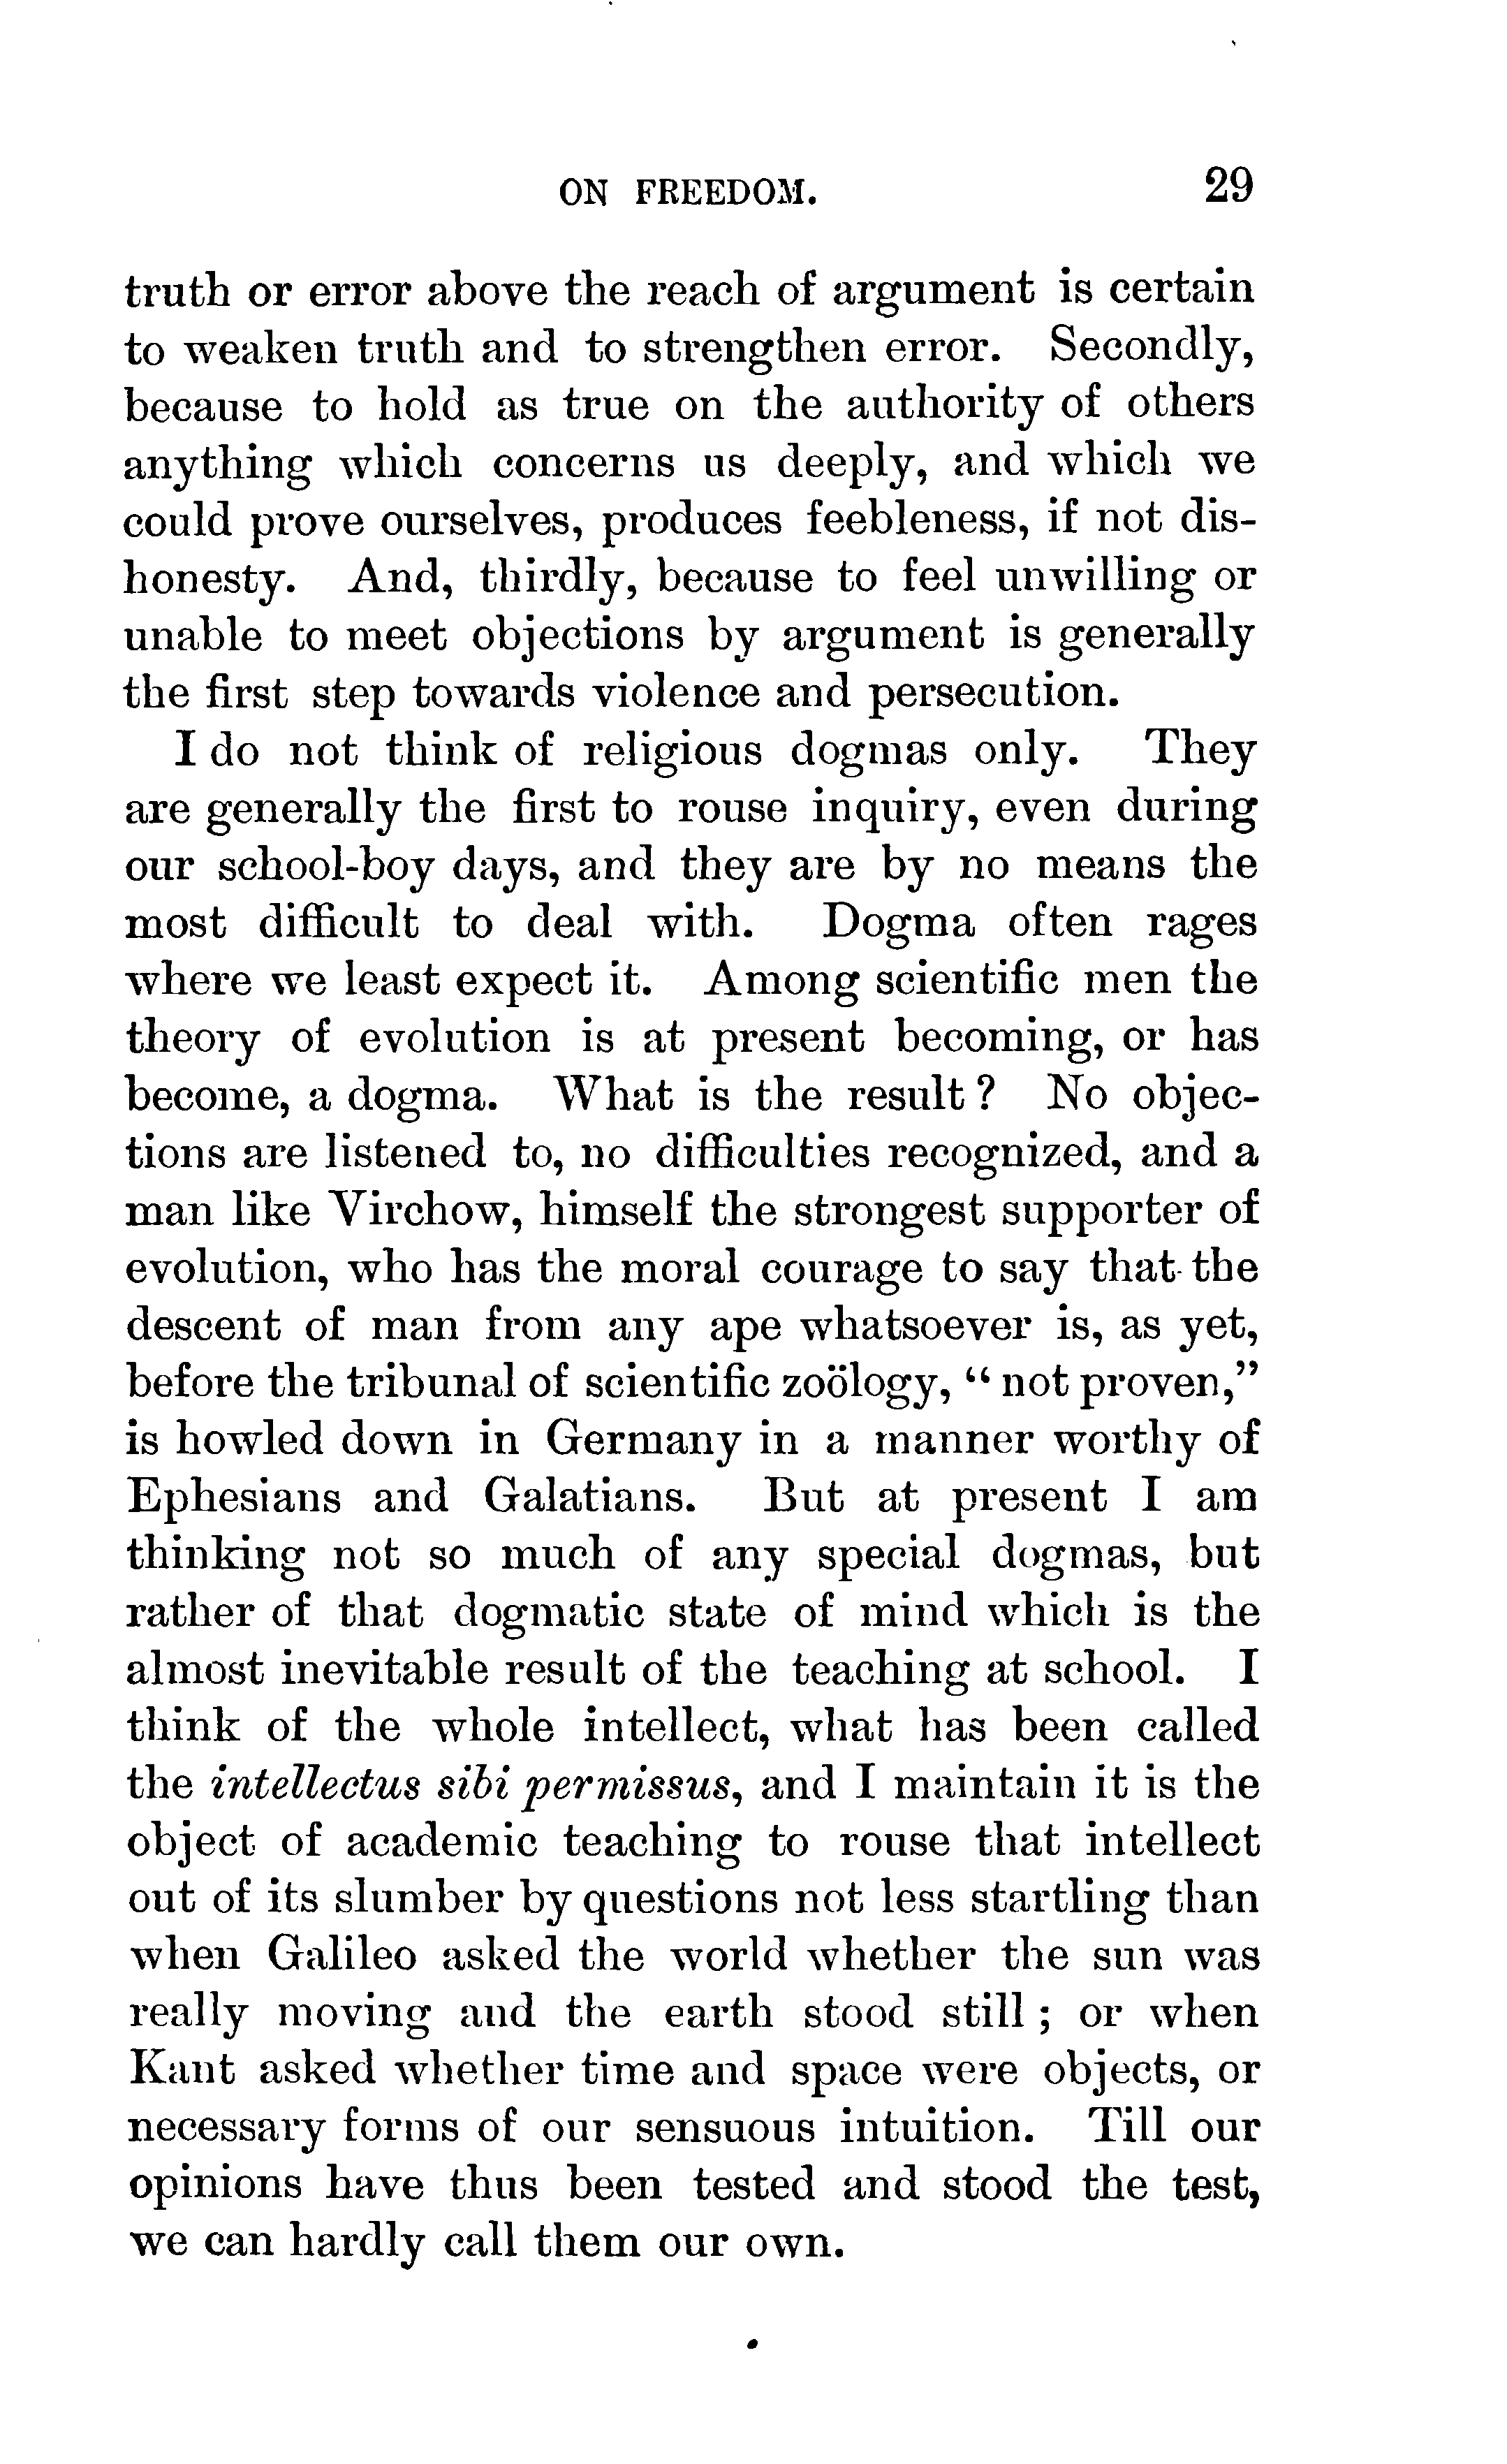 ON FREEDOM. 29
truth or error above the reach of argument is certain
to weaken truth and to strengthen error. Secondly,
because to hold as true on the authority of others
anything which concerns us deeply, and which we
could prove ourselves, produces feebleness, if not dis-
honesty. And, thirdly, because to feel unwilling or
unable to meet objections by argument is generally
the first step towards violence and persecution.
I do not think of religious dogmas only. They
are generally the first to rouse inquiry, even during
our school-boy days, and they are by no means the
most difficult to deal with. Dogma often rages
where we least expect it. Among scientific men the
theory of evolution is at present becoming, or has
become, a dogma. What is the result? No objec-
tions are listened to, no difficulties recognized, and a
man like Virchow, himself the strongest supporter of
evolution, who has the moral courage to say that the
descent of man from any ape whatsoever is, as yet,
before the tribunal of scientific zoölogy, "not proven,"
is howled down in Germany in a manner worthy of
Ephesians and Galatians. But at present I am
thinking not so much of any special dogmas, but
rather of that dogmatic state of mind which is the
almost inevitable result of the teaching at school. I
think of the whole intellect, what has been called
the intellectus sibi permissus, and I maintain it is the
object of academic teaching to rouse that intellect
out of its slumber by questions not less startling than
when Galileo asked the world whether the sun was
really moving and the earth stood still; or when
Kant asked whether time and space were objects, or
necessary forms of our sensuous intuition. Till our
opinions have thus been tested and stood the test,
we can hardly call them our own.